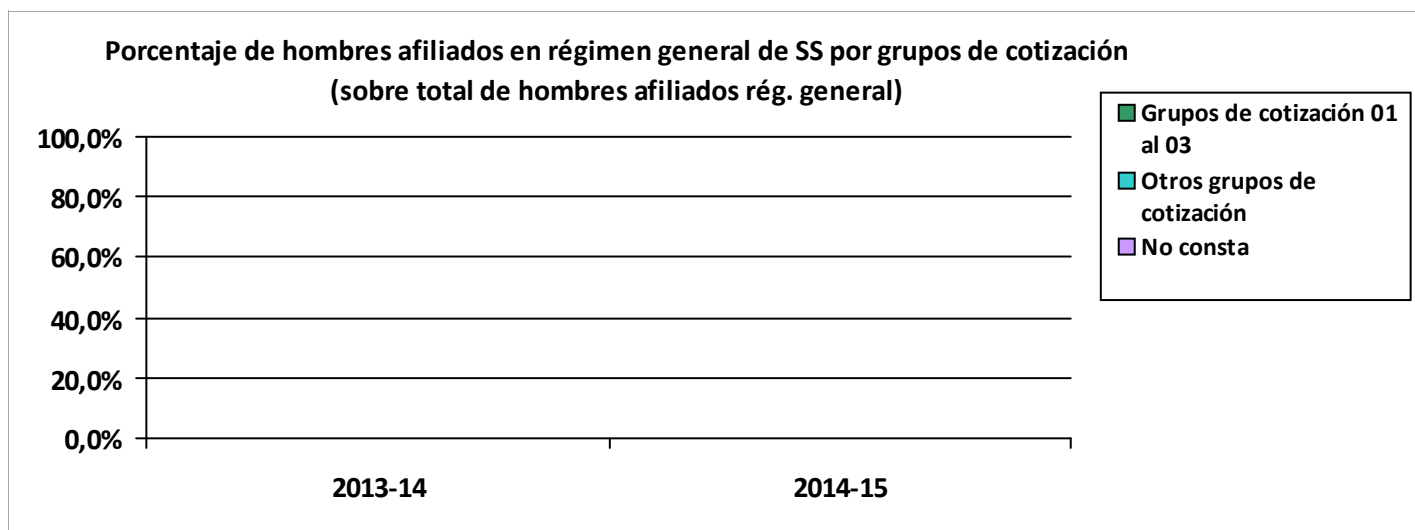 Porcentaje de hombres afiliados en régimen general de SS por grupos de cotización
(sobre total de hombres afiliados rég. general)
Grupos de cotización 01
al 03
Otros grupos de
cotización
No consta
100,0%
80,0%
60,0%
40,0%
20,0%
0,0%
2013-14
2014-15